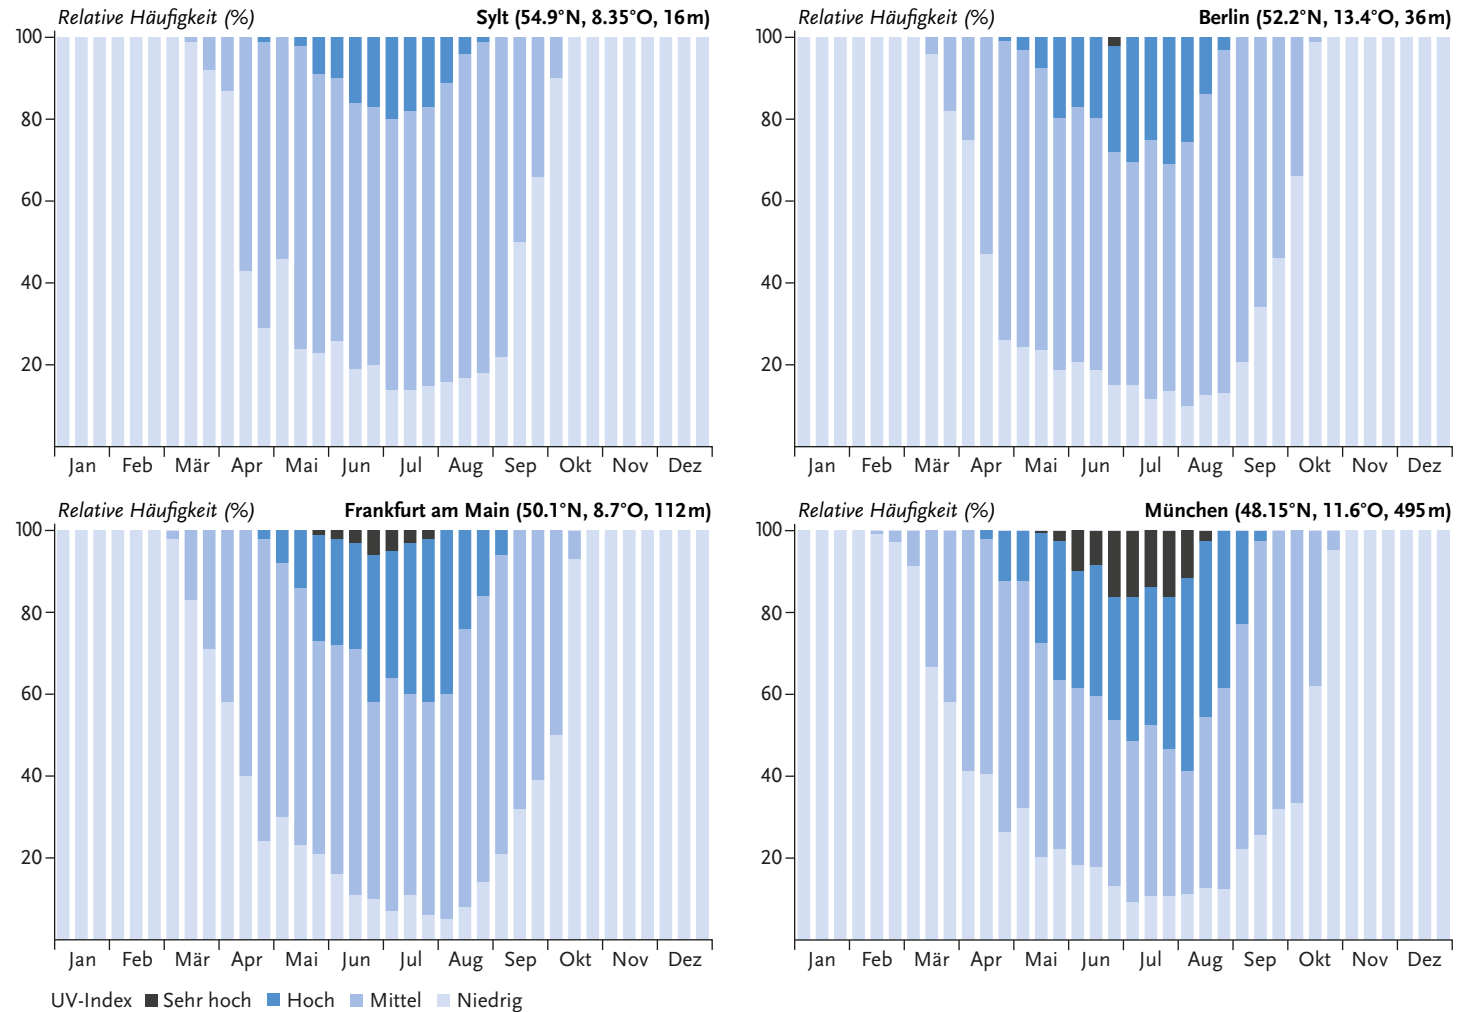 Relative Häufigkeit (%) Sylt (54.9°N, 8.35°O, 16 m)
100
80
60
40
20
Jan Feb Mär Apr Mai Jun Jul Aug Sep Okt Nov Dez
Relative Häufigkeit (%) Berlin (52.2°N, 13.4°O, 36 m)
100
80
60
40
20
Jan Feb Mär Apr Mai Jun Jul Aug Sep Okt Nov Dez
Relative Häufigkeit (%) Frankfurt am Main (50.1°N, 8.7°O, 112 m)
100
80
60
40
20
Jan Feb Mär Apr Mai Jun Jul Aug Sep Okt Nov Dez
Relative Häufigkeit (%) München (48.15°N, 11.6°O, 495 m)
100
80
60
40
20
Jan Feb Mär Apr Mai Jun Jul Aug Sep Okt Nov Dez
UV-Index Sehr hoch Hoch Mittel Niedrig